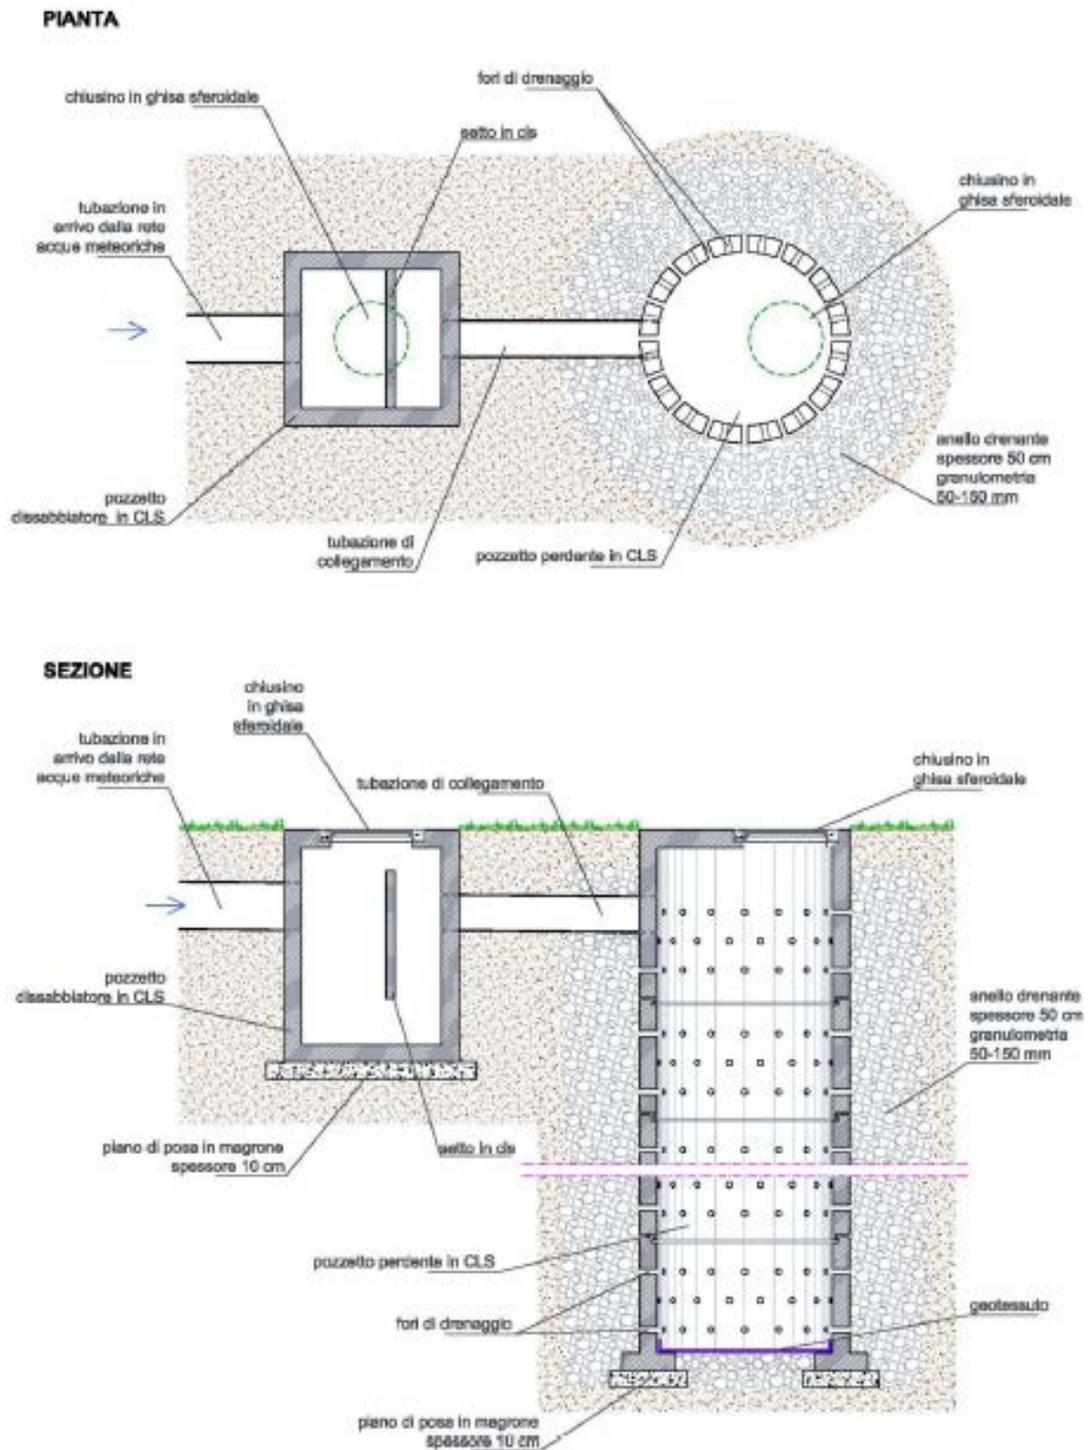 PIANTA
fori di drenaggio
chiusino in ghisa sferoidale
setto in cls
chiusino in
ghisa sferoidale
tubazione in
arrivo dalla rete
acque meteoriche
anello drenante
spessore 50 cm
granulometria
50-150 mm
pozzetto
dissabbiatore in CLS
tubazione di
collegamento
pozzetto perdente in CLS
SEZIONE
chiusino
in ghisa
sferoidale
tubazione in
arrivo dalla rete
acque meteoriche
tubazione di collegamento
chiusino in
ghisa sferoidale
pozzetto
dissabbiatore in CLS
anello drenante
spessore 50 cm
granulometria
50-150 mm
piano di posa in magrone
spessore 10 cm
setto in cls
pozzetto perdente in CLS
geotessuto
fori di drenaggio
piano di posa in magrone
spessore 10 cm